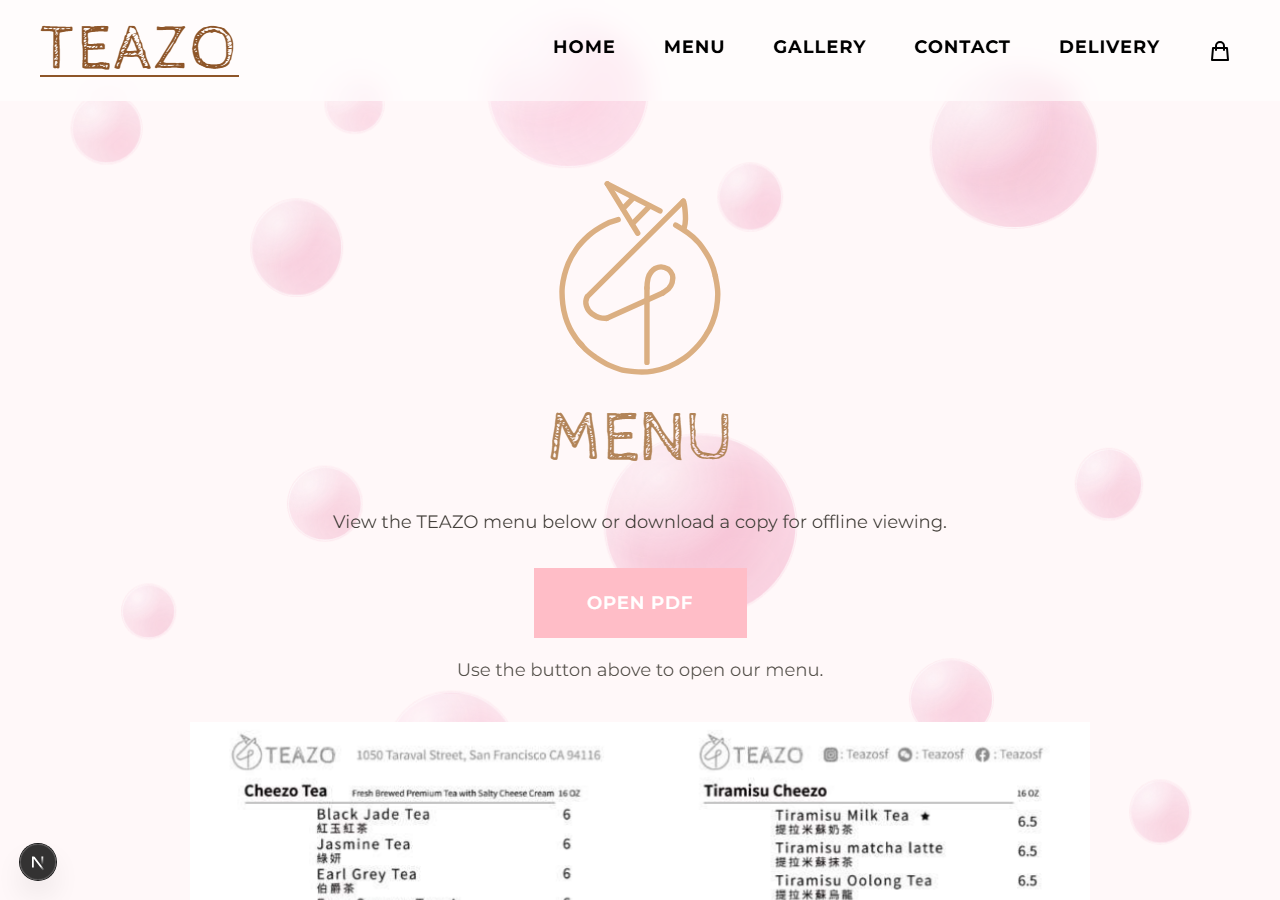 TEAZO
HOME MENU GALLERY CONTACT DELIVERY
MENU
View the TEAZO menu below or download a copy for offline viewing.
OPEN PDF
Use the button above to open our menu.
TEAZO 1050 Taraval Street, San Francisco CA 94116
Cheezo Tea Fresh Brewed Premium Tea with Salty Cheese Cream 16 OZ
Black Jade Tea 6
紅玉紅茶
Jasmine Tea 6
綠妍
Earl Grey Tea 6
伯爵茶
TEAZO : Teazosf : Teazosf : Teazosf
Tiramisu Cheezo 16 OZ
Tiramisu Milk Tea ★ 6.5
提拉米蘇奶茶
Tiramisu matcha latte 6.5
提拉米蘇抹茶
Tiramisu Oolong Tea 6.5
提拉米蘇烏龍
N